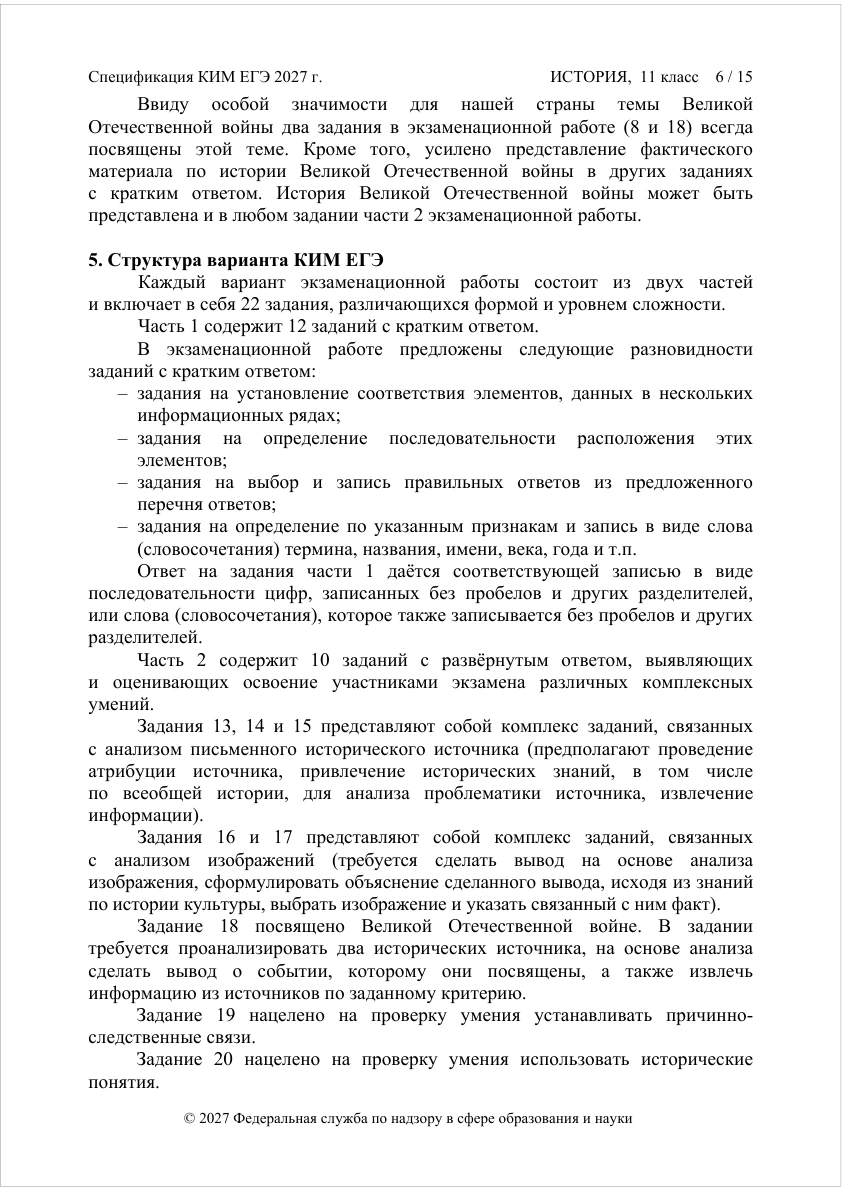 Спецификация КИМ ЕГЭ 2027 г. ИСТОРИЯ, 11 класс 6 / 15
Ввиду особой значимости для нашей страны темы Великой
Отечественной войны два задания в экзаменационной работе (8 и 18) всегда
посвящены этой теме. Кроме того, усилено представление фактического
материала по истории Великой Отечественной войны в других заданиях
с кратким ответом. История Великой Отечественной войны может быть
представлена и в любом задании части 2 экзаменационной работы.
5. Структура варианта КИМ ЕГЭ
Каждый вариант экзаменационной работы состоит из двух частей
и включает в себя 22 задания, различающихся формой и уровнем сложности.
Часть 1 содержит 12 заданий с кратким ответом.
В экзаменационной работе предложены следующие разновидности
заданий с кратким ответом:
– задания на установление соответствия элементов, данных в нескольких
информационных рядах;
– задания на определение последовательности расположения этих
элементов;
– задания на выбор и запись правильных ответов из предложенного
перечня ответов;
– задания на определение по указанным признакам и запись в виде слова
(словосочетания) термина, названия, имени, века, года и т.п.
Ответ на задания части 1 даётся соответствующей записью в виде
последовательности цифр, записанных без пробелов и других разделителей,
или слова (словосочетания), которое также записывается без пробелов и других
разделителей.
Часть 2 содержит 10 заданий с развёрнутым ответом, выявляющих
и оценивающих освоение участниками экзамена различных комплексных
умений.
Задания 13, 14 и 15 представляют собой комплекс заданий, связанных
с анализом письменного исторического источника (предполагают проведение
атрибуции источника, привлечение исторических знаний, в том числе
по всеобщей истории, для анализа проблематики источника, извлечение
информации).
Задания 16 и 17 представляют собой комплекс заданий, связанных
с анализом изображений (требуется сделать вывод на основе анализа
изображения, сформулировать объяснение сделанного вывода, исходя из знаний
по истории культуры, выбрать изображение и указать связанный с ним факт).
Задание 18 посвящено Великой Отечественной войне. В задании
требуется проанализировать два исторических источника, на основе анализа
сделать вывод о событии, которому они посвящены, а также извлечь
информацию из источников по заданному критерию.
Задание 19 нацелено на проверку умения устанавливать причинно-
следственные связи.
Задание 20 нацелено на проверку умения использовать исторические
понятия.
© 2027 Федеральная служба по надзору в сфере образования и науки